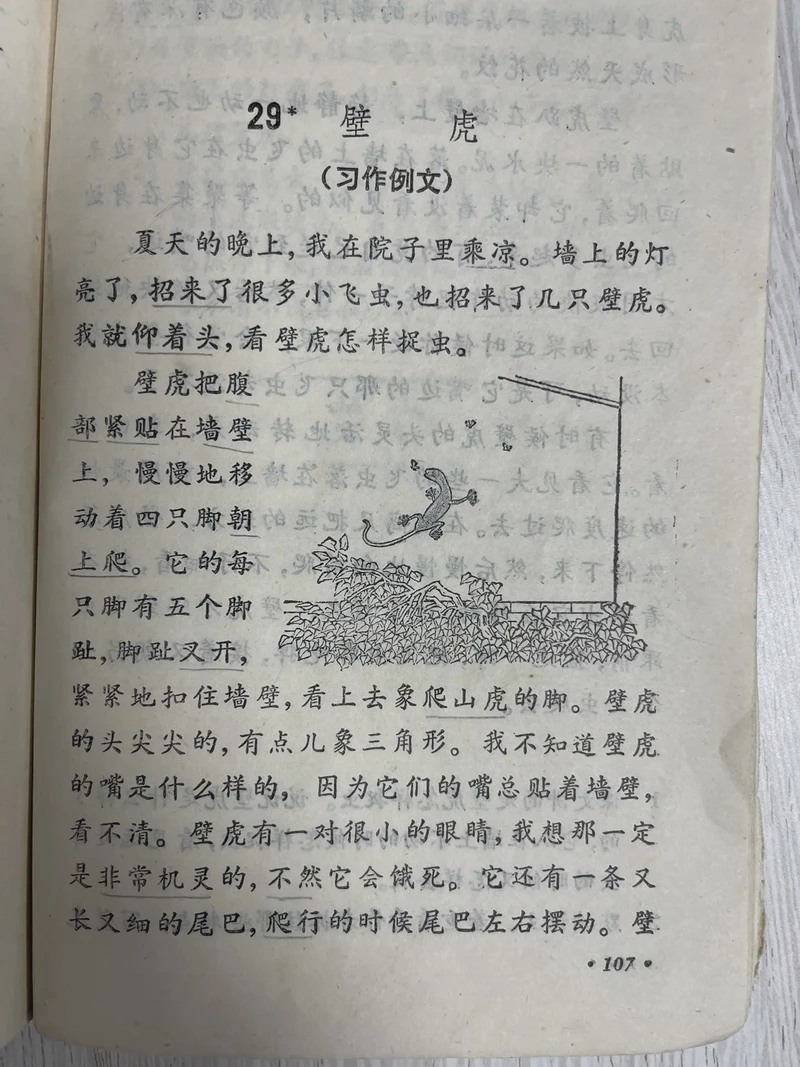 29* 壁虎
(习作例文)
夏天的晚上,我在院子里乘凉。墙上的灯
亮了,招来了很多小飞虫,也招来了几只壁虎。
我就仰着头,看壁虎怎样捉虫。
壁虎把腹
部紧贴在墙壁
上,慢慢地移
动着四只脚朝
上爬。它的每
只脚有五个脚
趾,脚趾叉开,
紧紧地扣住墙壁,看上去象爬山虎的脚。壁虎
的头尖尖的,有点儿象三角形。我不知道壁虎
的嘴是什么样的,因为它们的嘴总贴着墙壁,
看不清。壁虎有一对很小的眼睛,我想那一定
是非常机灵的,不然它会饿死。它还有一条又
长又细的尾巴,爬行的时候尾巴左右摆动。壁
• 107 •